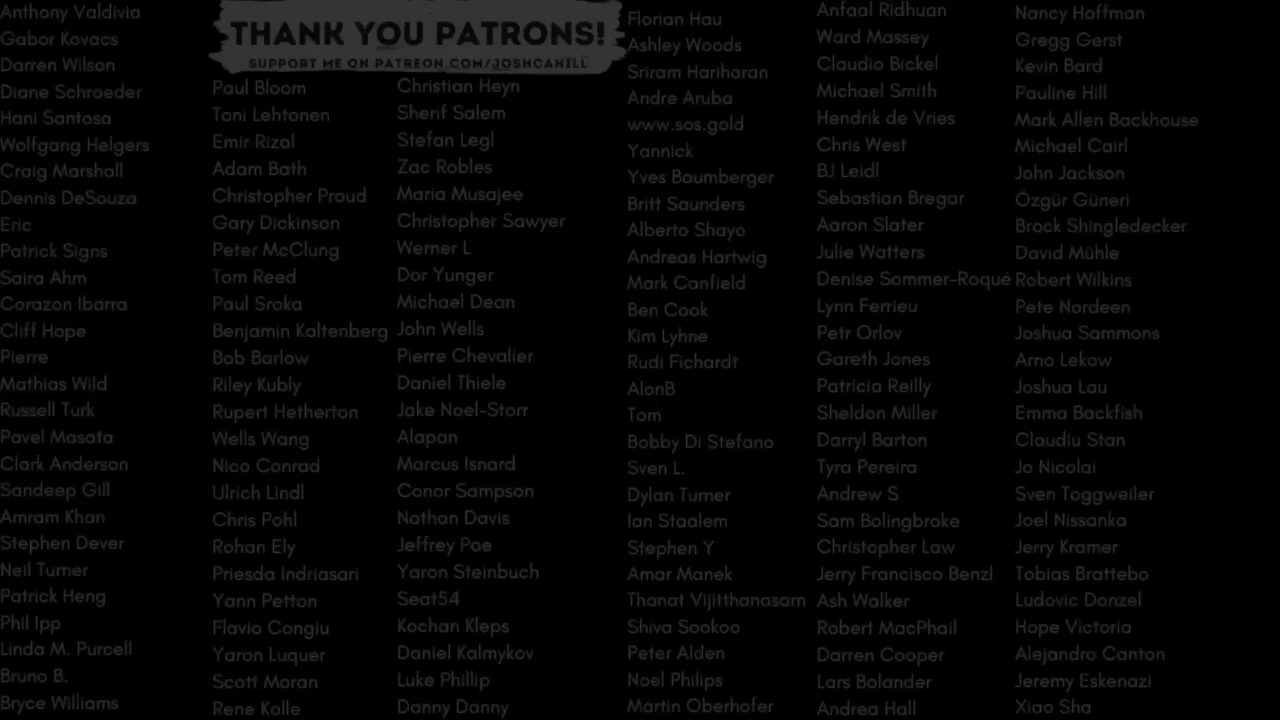 THANK YOU PATRONS!
SUPPORT ME ON PATREON.COM/JOSHCAHILL
Anthony Valdivia
Gabor Kovacs
Darren Wilson
Diane Schroeder
Hani Santosa
Wolfgang Helgers
Craig Marshall
Dennis DeSouza
Eric
Patrick Signs
Saira Ahm
Corazon Ibarra
Cliff Hope
Pierre
Mathias Wild
Russell Turk
Pavel Masata
Clark Anderson
Sandeep Gill
Amram Khan
Stephen Dever
Neil Turner
Patrick Heng
Phil Ipp
Linda M. Purcell
Bruno B.
Bryce Williams
Paul Bloom
Toni Lehtonen
Emir Rizal
Adam Bath
Christopher Proud
Gary Dickinson
Peter McClung
Tom Reed
Paul Sroka
Benjamin Kaltenberg
Bob Barlow
Riley Kubly
Rupert Hetherton
Wells Wang
Nico Conrad
Ulrich Lindl
Chris Pohl
Rohan Ely
Priesda Indriasari
Yann Petton
Flavio Congiu
Yaron Luquer
Scott Moran
Rene Kolle
Christian Heyn
Sherif Salem
Stefan Legl
Zac Robles
Maria Musajee
Christopher Sawyer
Werner L
Dor Yunger
Michael Dean
John Wells
Pierre Chevalier
Daniel Thiele
Jake Noel-Storr
Alapan
Marcus Isnard
Conor Sampson
Nathan Davis
Jeffrey Poe
Yaron Steinbuch
Seat54
Kochan Kleps
Daniel Kalmykov
Luke Phillip
Danny Danny
Florian Hau
Ashley Woods
Sriram Hariharan
Andre Aruba
www.sos.gold
Yannick
Yves Baumberger
Britt Saunders
Alberto Shayo
Andreas Hartwig
Mark Canfield
Ben Cook
Kim Lyhne
Rudi Fichardt
AlonB
Tom
Bobby Di Stefano
Sven L.
Dylan Turner
Ian Staalem
Stephen Y
Amar Manek
Thanat Vijitthanasarn
Shiva Sookoo
Peter Alden
Noel Philips
Martin Oberhofer
Anfaal Ridhuan
Ward Massey
Claudio Bickel
Michael Smith
Hendrik de Vries
Chris West
BJ Leidl
Sebastian Bregar
Aaron Slater
Julie Watters
Denise Sommer-Roqué
Lynn Ferrieu
Petr Orlov
Gareth Jones
Patricia Reilly
Sheldon Miller
Darryl Barton
Tyra Pereira
Andrew S
Sam Bolingbroke
Christopher Law
Jerry Francisco Benzl
Ash Walker
Robert MacPhail
Darren Cooper
Lars Bolander
Andrea Hall
Nancy Hoffman
Gregg Gerst
Kevin Bard
Pauline Hill
Mark Allen Backhouse
Michael Cairl
John Jackson
Özgür Güneri
Brock Shingledecker
David Mühle
Robert Wilkins
Pete Nordeen
Joshua Sammons
Arno Lekow
Joshua Lau
Emma Backfish
Claudiu Stan
Jo Nicolai
Sven Toggweiler
Joel Nissanka
Jerry Kramer
Tobias Brattebo
Ludovic Donzel
Hope Victoria
Alejandro Canton
Jeremy Eskenazi
Xiao Sha